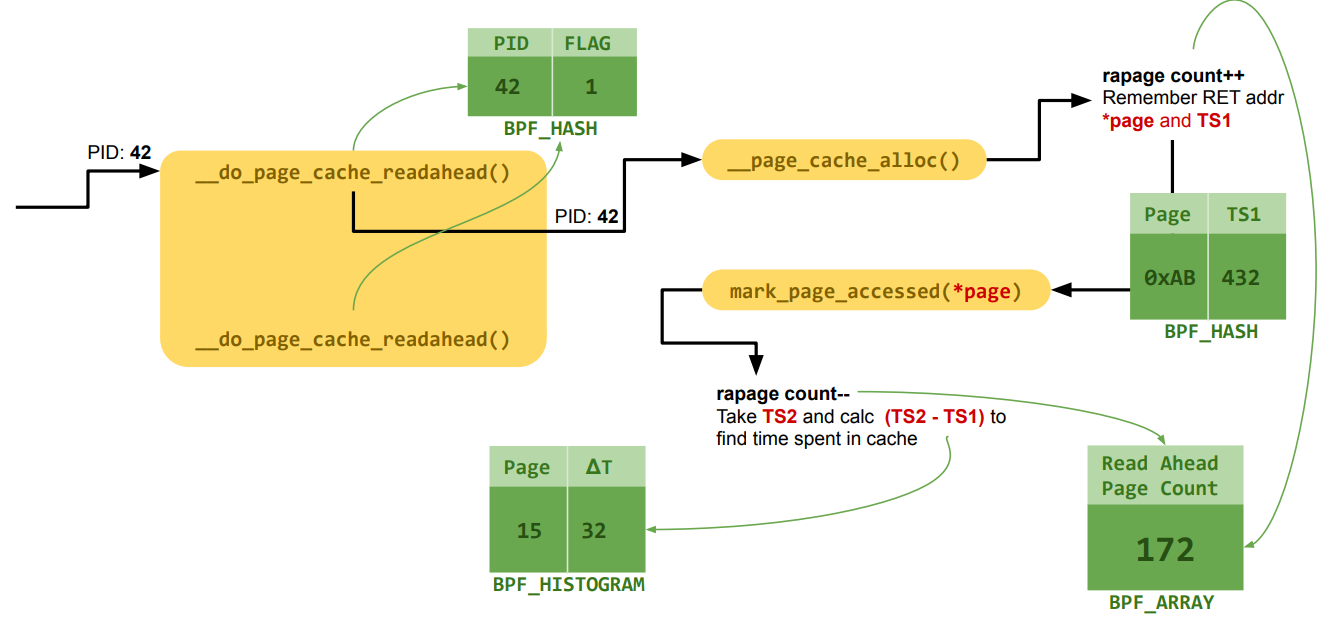 PID FLAG
42 1
BPF_HASH
PID: 42
__do_page_cache_readahead()
PID: 42
__do_page_cache_readahead()
__page_cache_alloc()
rapage count++
Remember RET addr
*page and TS1
Page TS1
0xAB 432
BPF_HASH
mark_page_accessed(*page)
rapage count--
Take TS2 and calc (TS2 - TS1) to
find time spent in cache
Page ΔT
15 32
BPF_HISTOGRAM
Read Ahead
Page Count
172
BPF_ARRAY